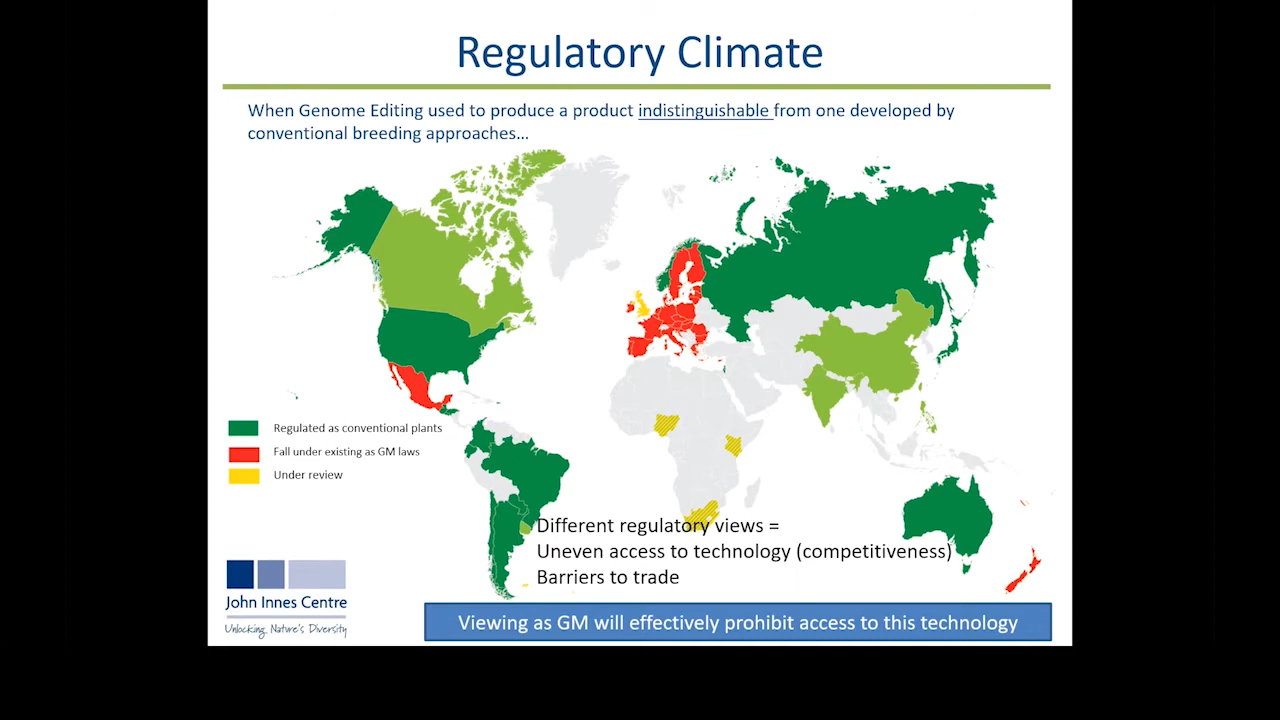 Regulatory Climate
When Genome Editing used to produce a product indistinguishable from one developed by
conventional breeding approaches...
Regulated as conventional plants
Fall under existing as GM laws
Under review
Different regulatory views =
Uneven access to technology (competitiveness)
Barriers to trade
John Innes Centre
Unlocking Nature's Diversity
Viewing as GM will effectively prohibit access to this technology